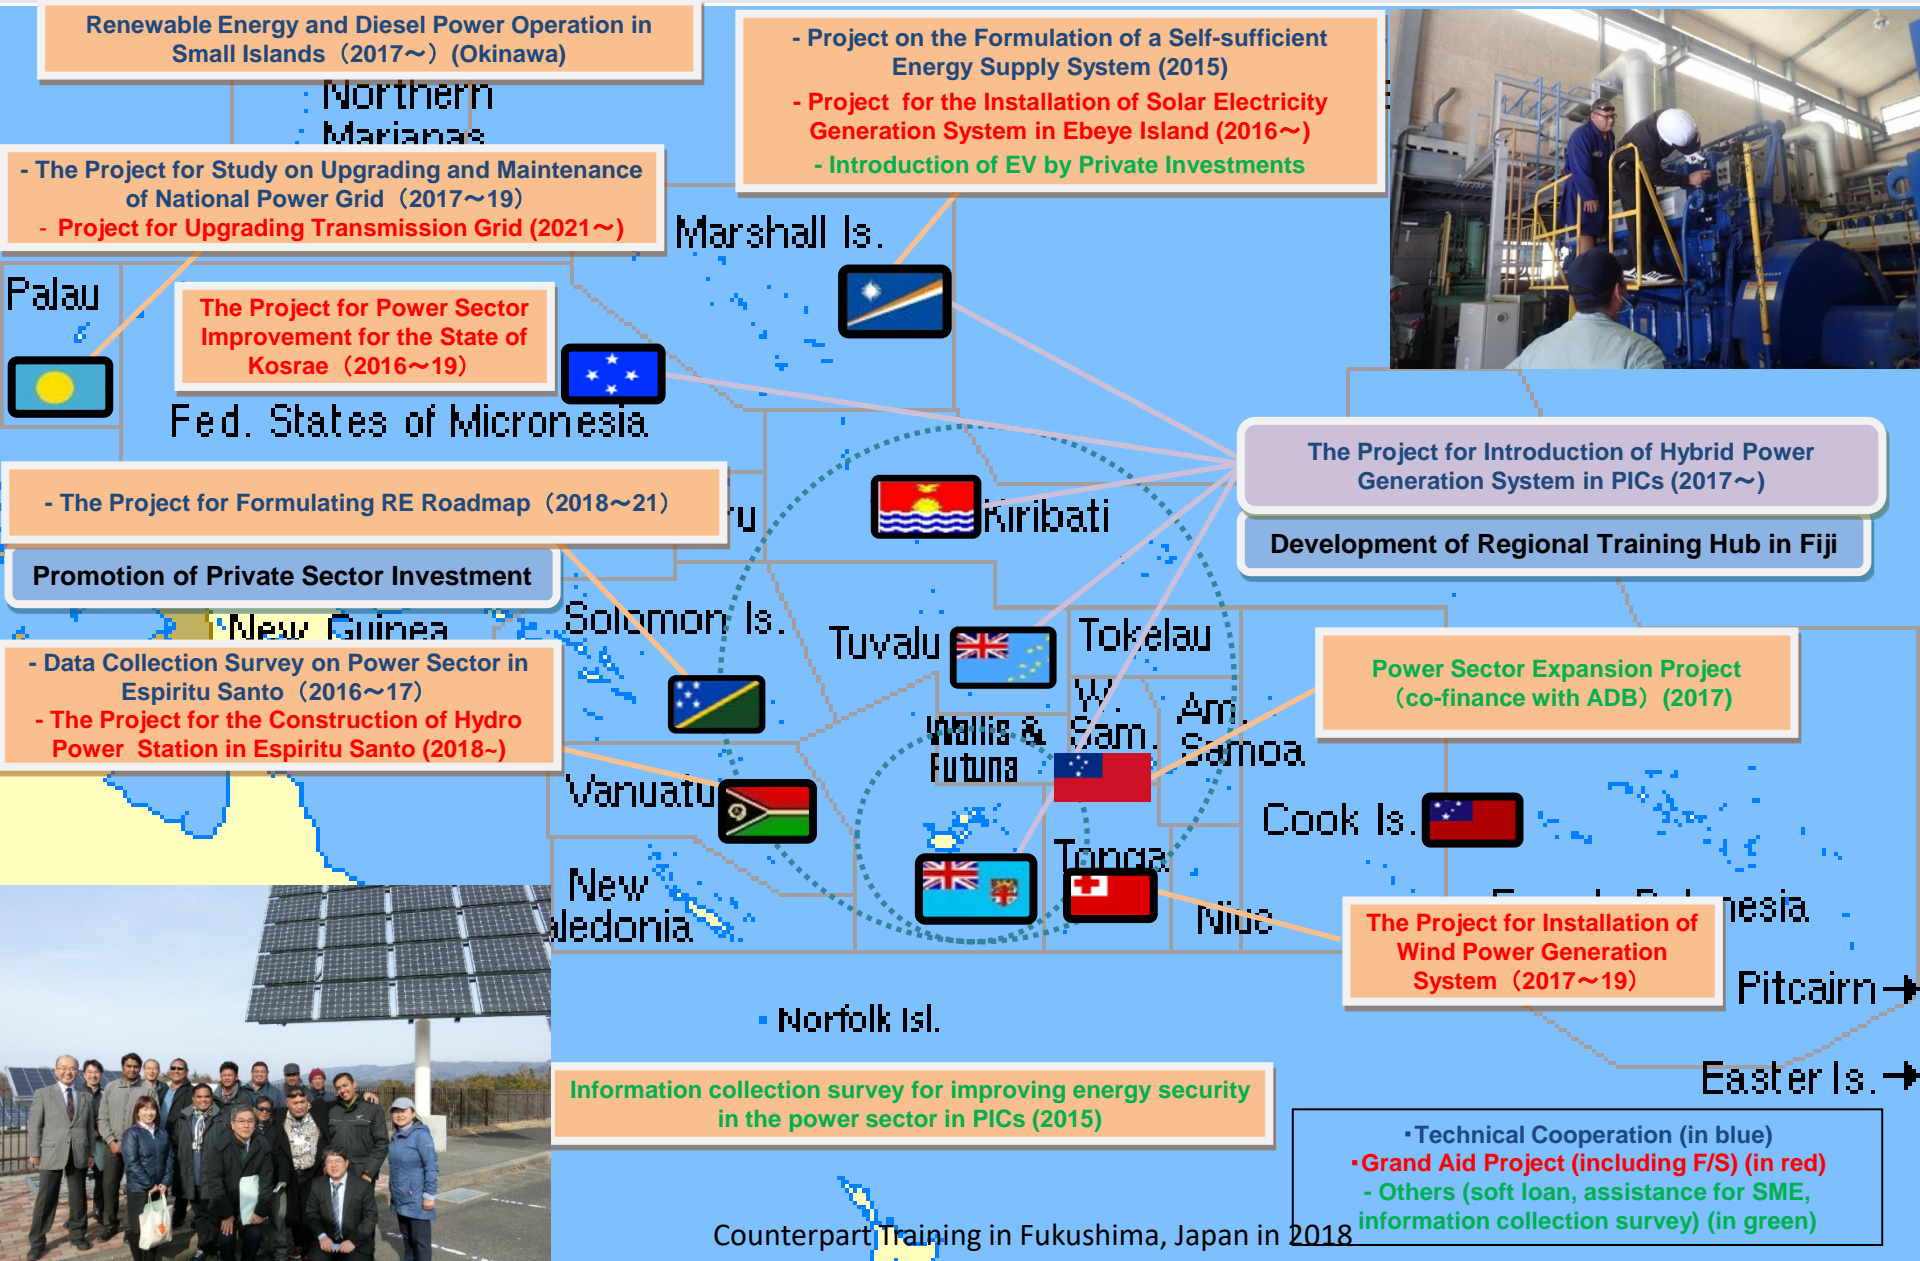 Renewable Energy and Diesel Power Operation in
Small Islands（2017～）(Okinawa)
- Project on the Formulation of a Self-sufficient
Energy Supply System (2015)
- Project for the Installation of Solar Electricity
Generation System in Ebeye Island (2016～)
- Introduction of EV by Private Investments
Northern
Marianas
- The Project for Study on Upgrading and Maintenance
of National Power Grid（2017～19）
- Project for Upgrading Transmission Grid (2021～)
Marshall Is.
Palau
The Project for Power Sector
Improvement for the State of
Kosrae（2016～19）
Fed. States of Micronesia
The Project for Introduction of Hybrid Power
Generation System in PICs (2017～)
- The Project for Formulating RE Roadmap（2018～21）
ru
Kiribati
Development of Regional Training Hub in Fiji
Promotion of Private Sector Investment
New Guinea
Solomon Is.
Tuvalu
Tokelau
- Data Collection Survey on Power Sector in
Espiritu Santo（2016～17）
- The Project for the Construction of Hydro
Power Station in Espiritu Santo (2018~)
Power Sector Expansion Project
（co-finance with ADB）(2017)
W.
Sam.
Am.
Samoa
Wallis &
Futuna
Vanuatu
Cook Is.
Tonga
New
aledonia
Niue
nesia
The Project for Installation of
Wind Power Generation
System（2017～19）
Pitcairn
Norfolk Isl.
Easter Is.
Information collection survey for improving energy security
in the power sector in PICs (2015)
・Technical Cooperation (in blue)
・Grand Aid Project (including F/S) (in red)
- Others (soft loan, assistance for SME,
information collection survey) (in green)
Counterpart Training in Fukushima, Japan in 2018